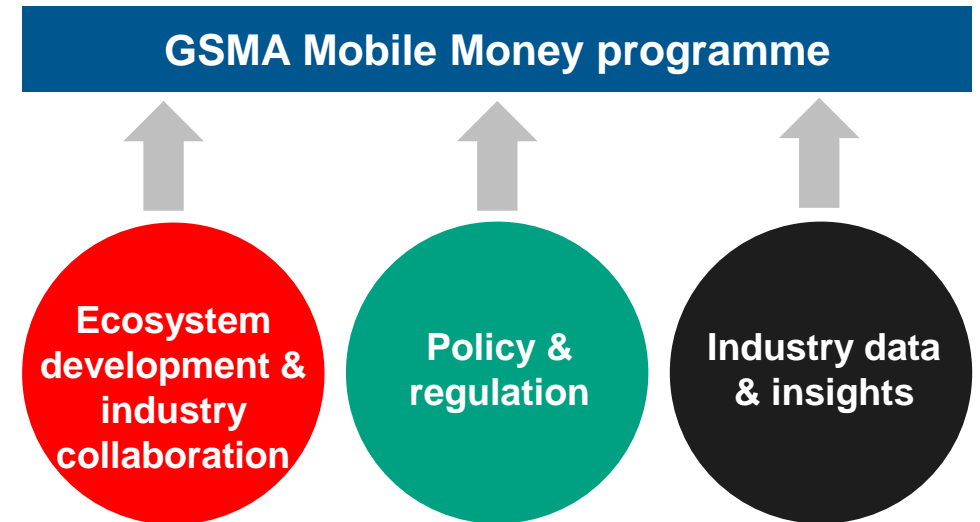 GSMA Mobile Money programme
Ecosystem
development &
industry
collaboration
Policy &
regulation
Industry data
& insights